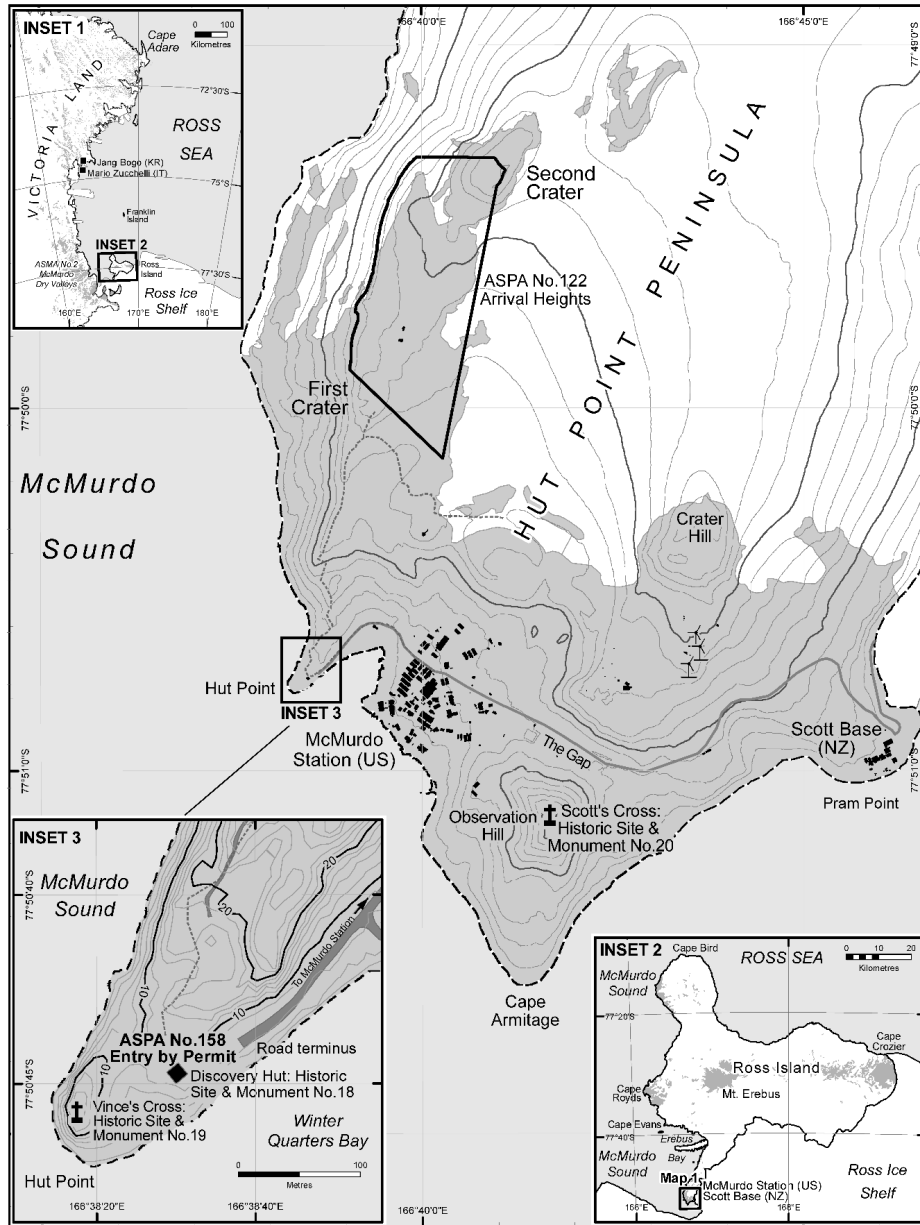 INSET 1
0 100
Kilometres
Cape
Adare
VICTORIA LAND
72°30'S
ROSS
SEA
Jang Bogo (KR)
Mario Zucchelli (IT)
75°S
Franklin
Island
INSET 2
ASMA No.2
McMurdo
Dry Valleys
Ross
Island
77°30'S
Ross Ice
Shelf
160°E
170°E
180°E
166°40'0"E
166°45'0"E
77°49'0"S
Second
Crater
ASPA No.122
Arrival Heights
First
Crater
HUT POINT PENINSULA
77°50'0"S
77°50'0"S
McMurdo
Sound
Crater
Hill
Hut Point
INSET 3
McMurdo
Station (US)
The Gap
Scott Base
(NZ)
77°51'0"S
77°51'0"S
Pram Point
Observation
Hill
Scott's Cross:
Historic Site &
Monument No.20
Cape
Armitage
166°40'0"E
INSET 3
McMurdo
Sound
77°50'40"S
20
20
20
10
10
10
To McMurdo Station
ASPA No.158
Entry by Permit
Road terminus
Discovery Hut: Historic
Site & Monument No.18
77°50'45"S
Vince's Cross:
Historic Site &
Monument No.19
Winter
Quarters Bay
Hut Point
0 100
Metres
166°38'20"E
166°38'40"E
INSET 2
Cape Bird
ROSS SEA
0 10 20
Kilometres
McMurdo
Sound
77°20'S
Cape
Crozier
Ross Island
Mt. Erebus
Cape
Royds
Cape Evans
77°40'S
Erebus
Bay
McMurdo
Sound
Map 1
McMurdo Station (US)
Scott Base (NZ)
Ross Ice
Shelf
166°E
168°E